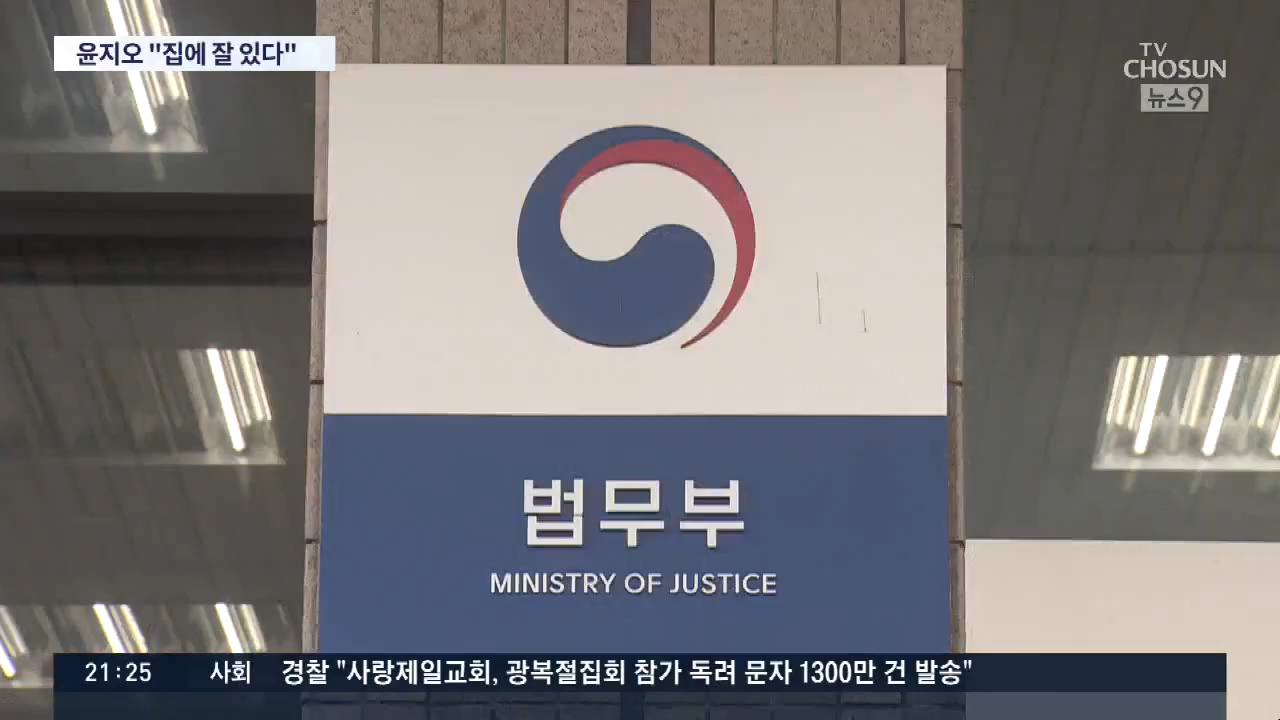 윤지오 "집에 잘 있다"
TV
CHOSUN
뉴스9
법무부
MINISTRY OF JUSTICE
21:25 사회 경찰 "사랑제일교회, 광복절집회 참가 독려 문자 1300만 건 발송"